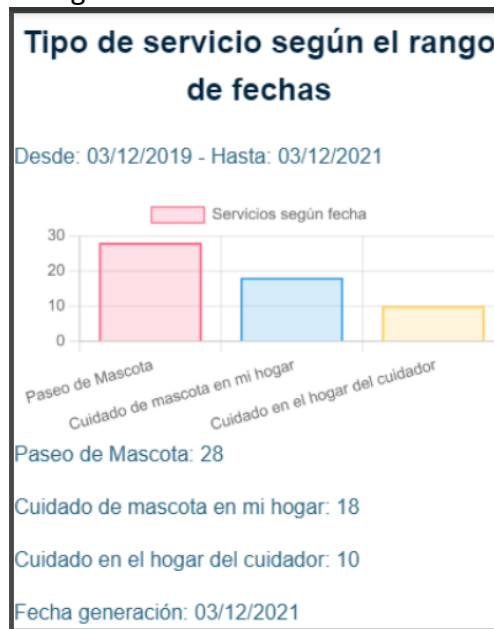 Tipo de servicio según el rango
de fechas
Desde: 03/12/2019 - Hasta: 03/12/2021
Servicios según fecha
30
20
10
0
Paseo de Mascota
Cuidado de mascota en mi hogar
Cuidado en el hogar del cuidador
Paseo de Mascota: 28
Cuidado de mascota en mi hogar: 18
Cuidado en el hogar del cuidador: 10
Fecha generación: 03/12/2021